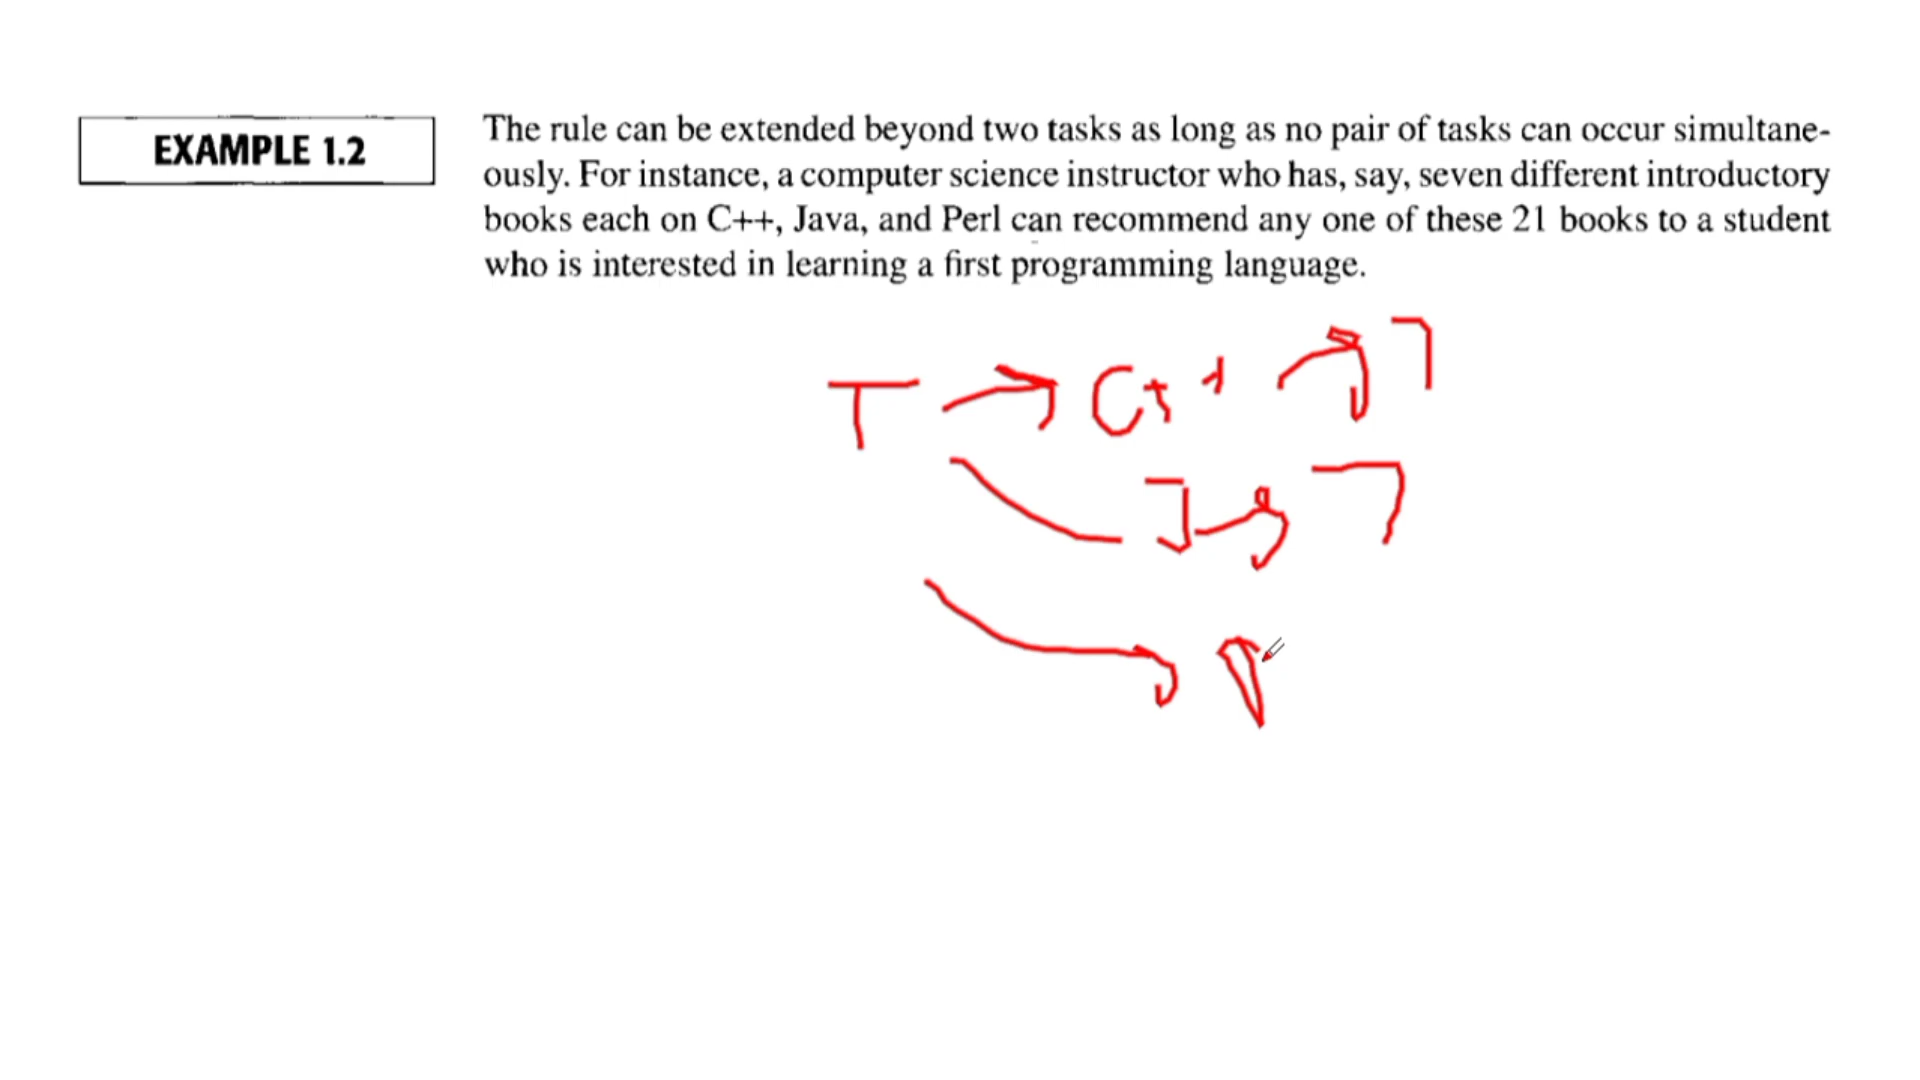 EXAMPLE 1.2
The rule can be extended beyond two tasks as long as no pair of tasks can occur simultane-
ously. For instance, a computer science instructor who has, say, seven different introductory
books each on C++, Java, and Perl can recommend any one of these 21 books to a student
who is interested in learning a first programming language.
T → C++ → 7
J → 7
→ P